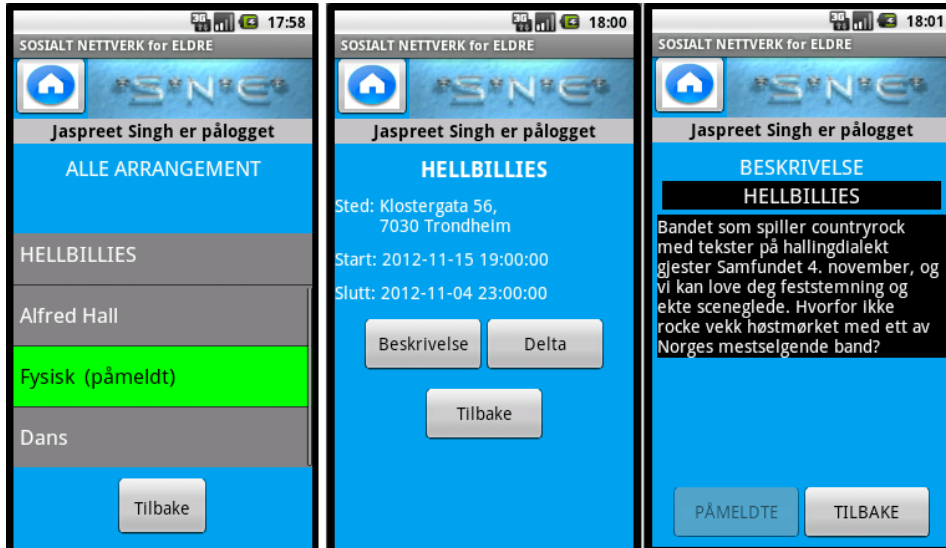 3G 17:58
SOSIALT NETTVERK for ELDRE
*S*N*E*
Jaspreet Singh er pålogget
ALLE ARRANGEMENT
HELLBILLIES
Alfred Hall
Fysisk (påmeldt)
Dans
Tilbake
3G 18:00
SOSIALT NETTVERK for ELDRE
*S*N*E*
Jaspreet Singh er pålogget
HELLBILLIES
Sted: Klostergata 56,
7030 Trondheim
Start: 2012-11-15 19:00:00
Slutt: 2012-11-04 23:00:00
Beskrivelse Delta
Tilbake
3G 18:01
SOSIALT NETTVERK for ELDRE
*S*N*E*
Jaspreet Singh er pålogget
BESKRIVELSE
HELLBILLIES
Bandet som spiller countryrock
med tekster på hallingdialekt
gjester Samfundet 4. november, og
vi kan love deg feststemning og
ekte sceneglede. Hvorfor ikke
rocke vekk høstmørket med ett av
Norges mestselgende band?
PÅMELDTE TILBAKE